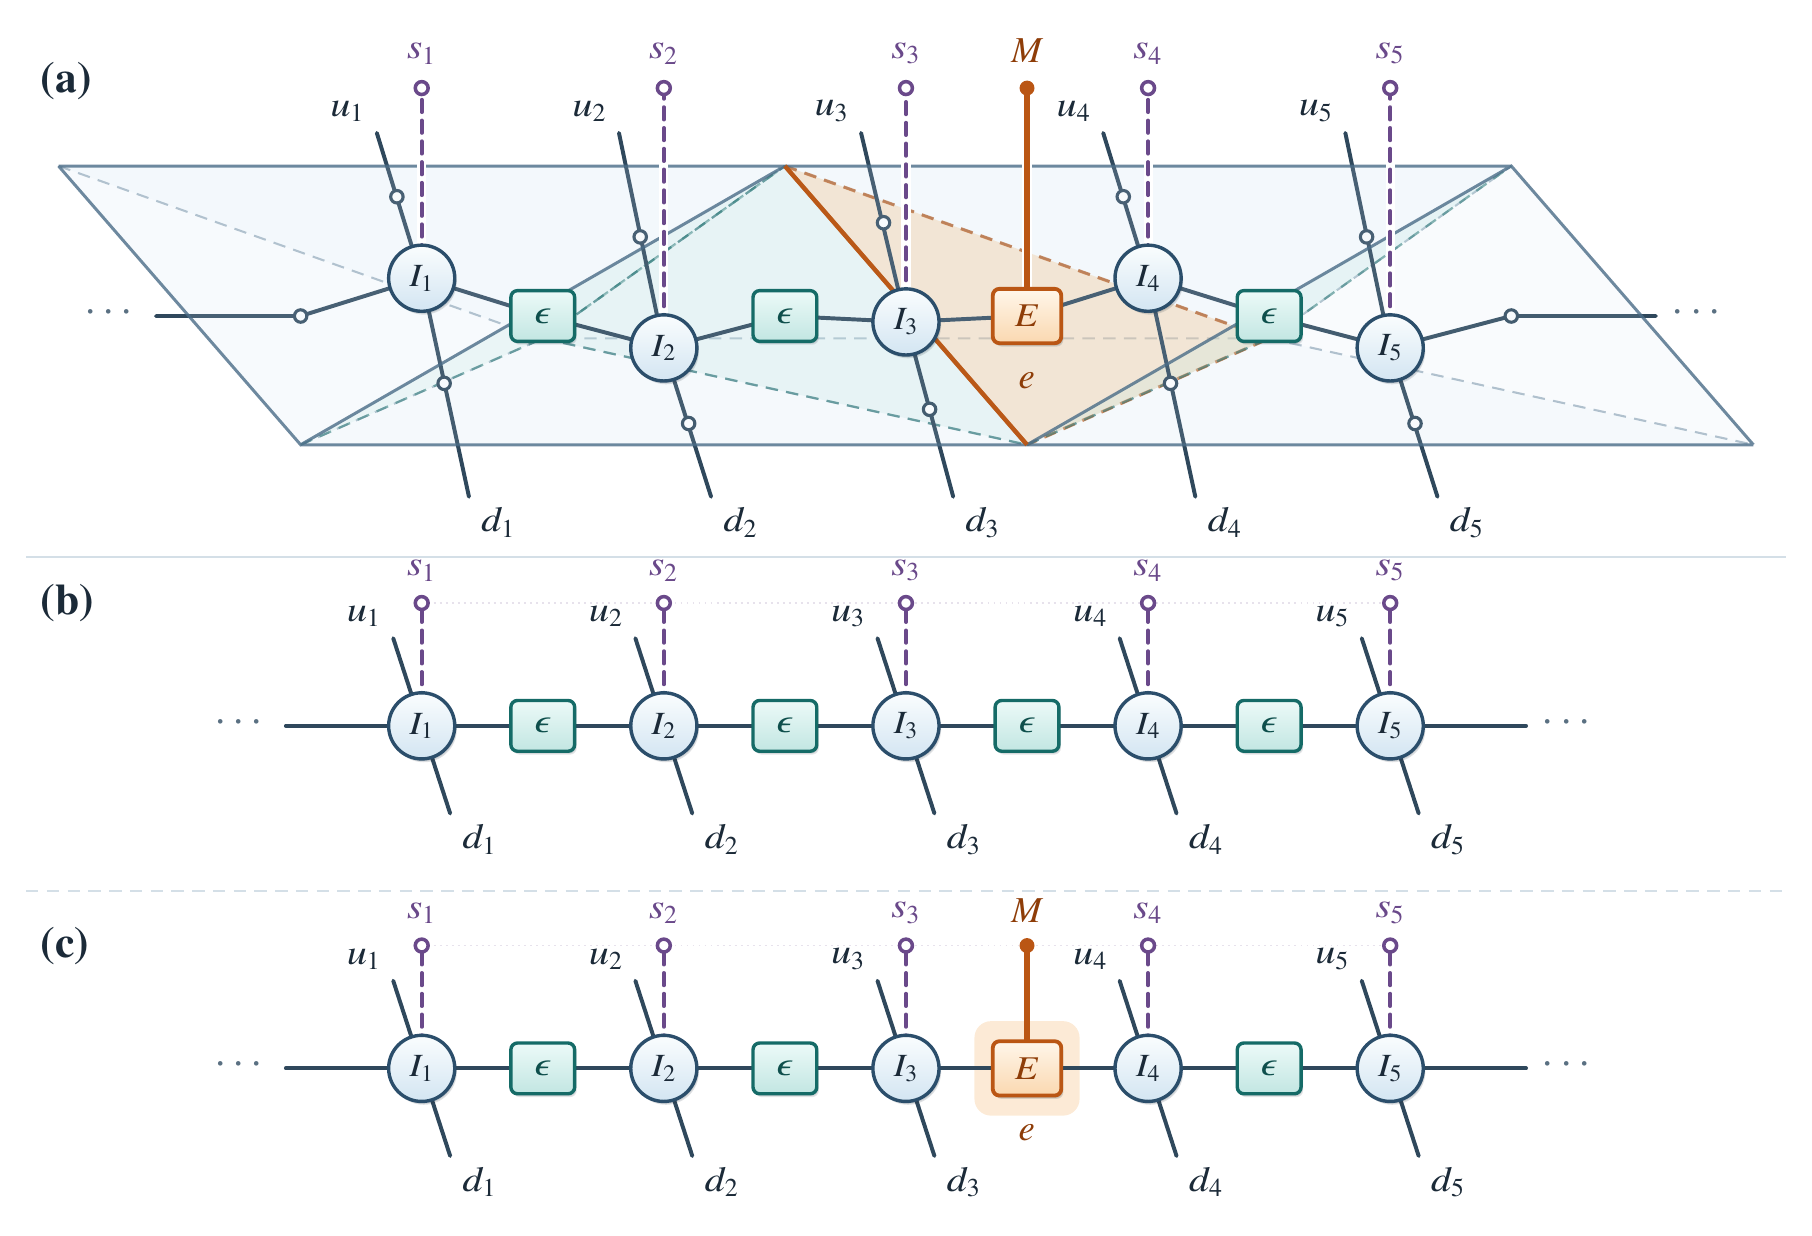 (a)
s₁ s₂ s₃ M s₄ s₅
u₁ u₂ u₃ u₄ u₅
I₁ I₄
· · · ϵ ϵ E ϵ · · ·
I₂ I₃ I₅
e
d₁ d₂ d₃ d₄ d₅
(b)
s₁ s₂ s₃ s₄ s₅
u₁ u₂ u₃ u₄ u₅
· · · I₁ ϵ I₂ ϵ I₃ ϵ I₄ ϵ I₅ · · ·
d₁ d₂ d₃ d₄ d₅
(c)
s₁ s₂ s₃ M s₄ s₅
u₁ u₂ u₃ u₄ u₅
· · · I₁ ϵ I₂ ϵ I₃ E I₄ ϵ I₅ · · ·
e
d₁ d₂ d₃ d₄ d₅